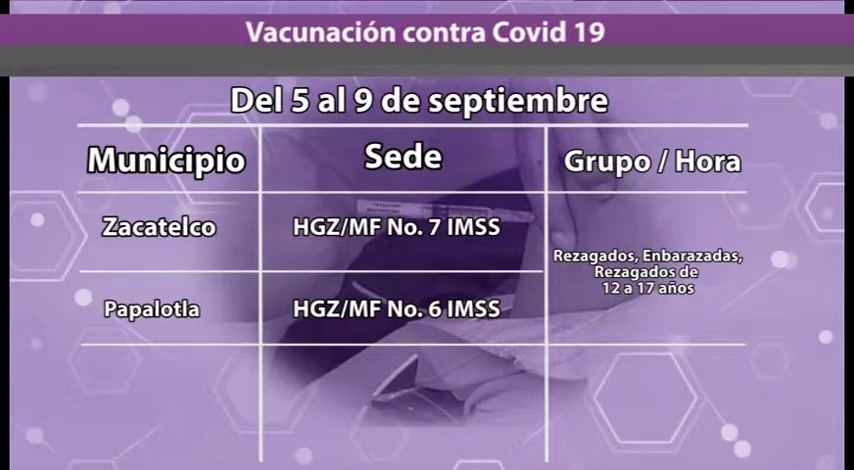 Vacunación contra Covid 19
Del 5 al 9 de septiembre
Municipio
Sede
Grupo / Hora
Zacatelco
HGZ/MF No. 7 IMSS
Rezagados, Enbarazadas,
Rezagados de
12 a 17 años
Papalotla
HGZ/MF No. 6 IMSS